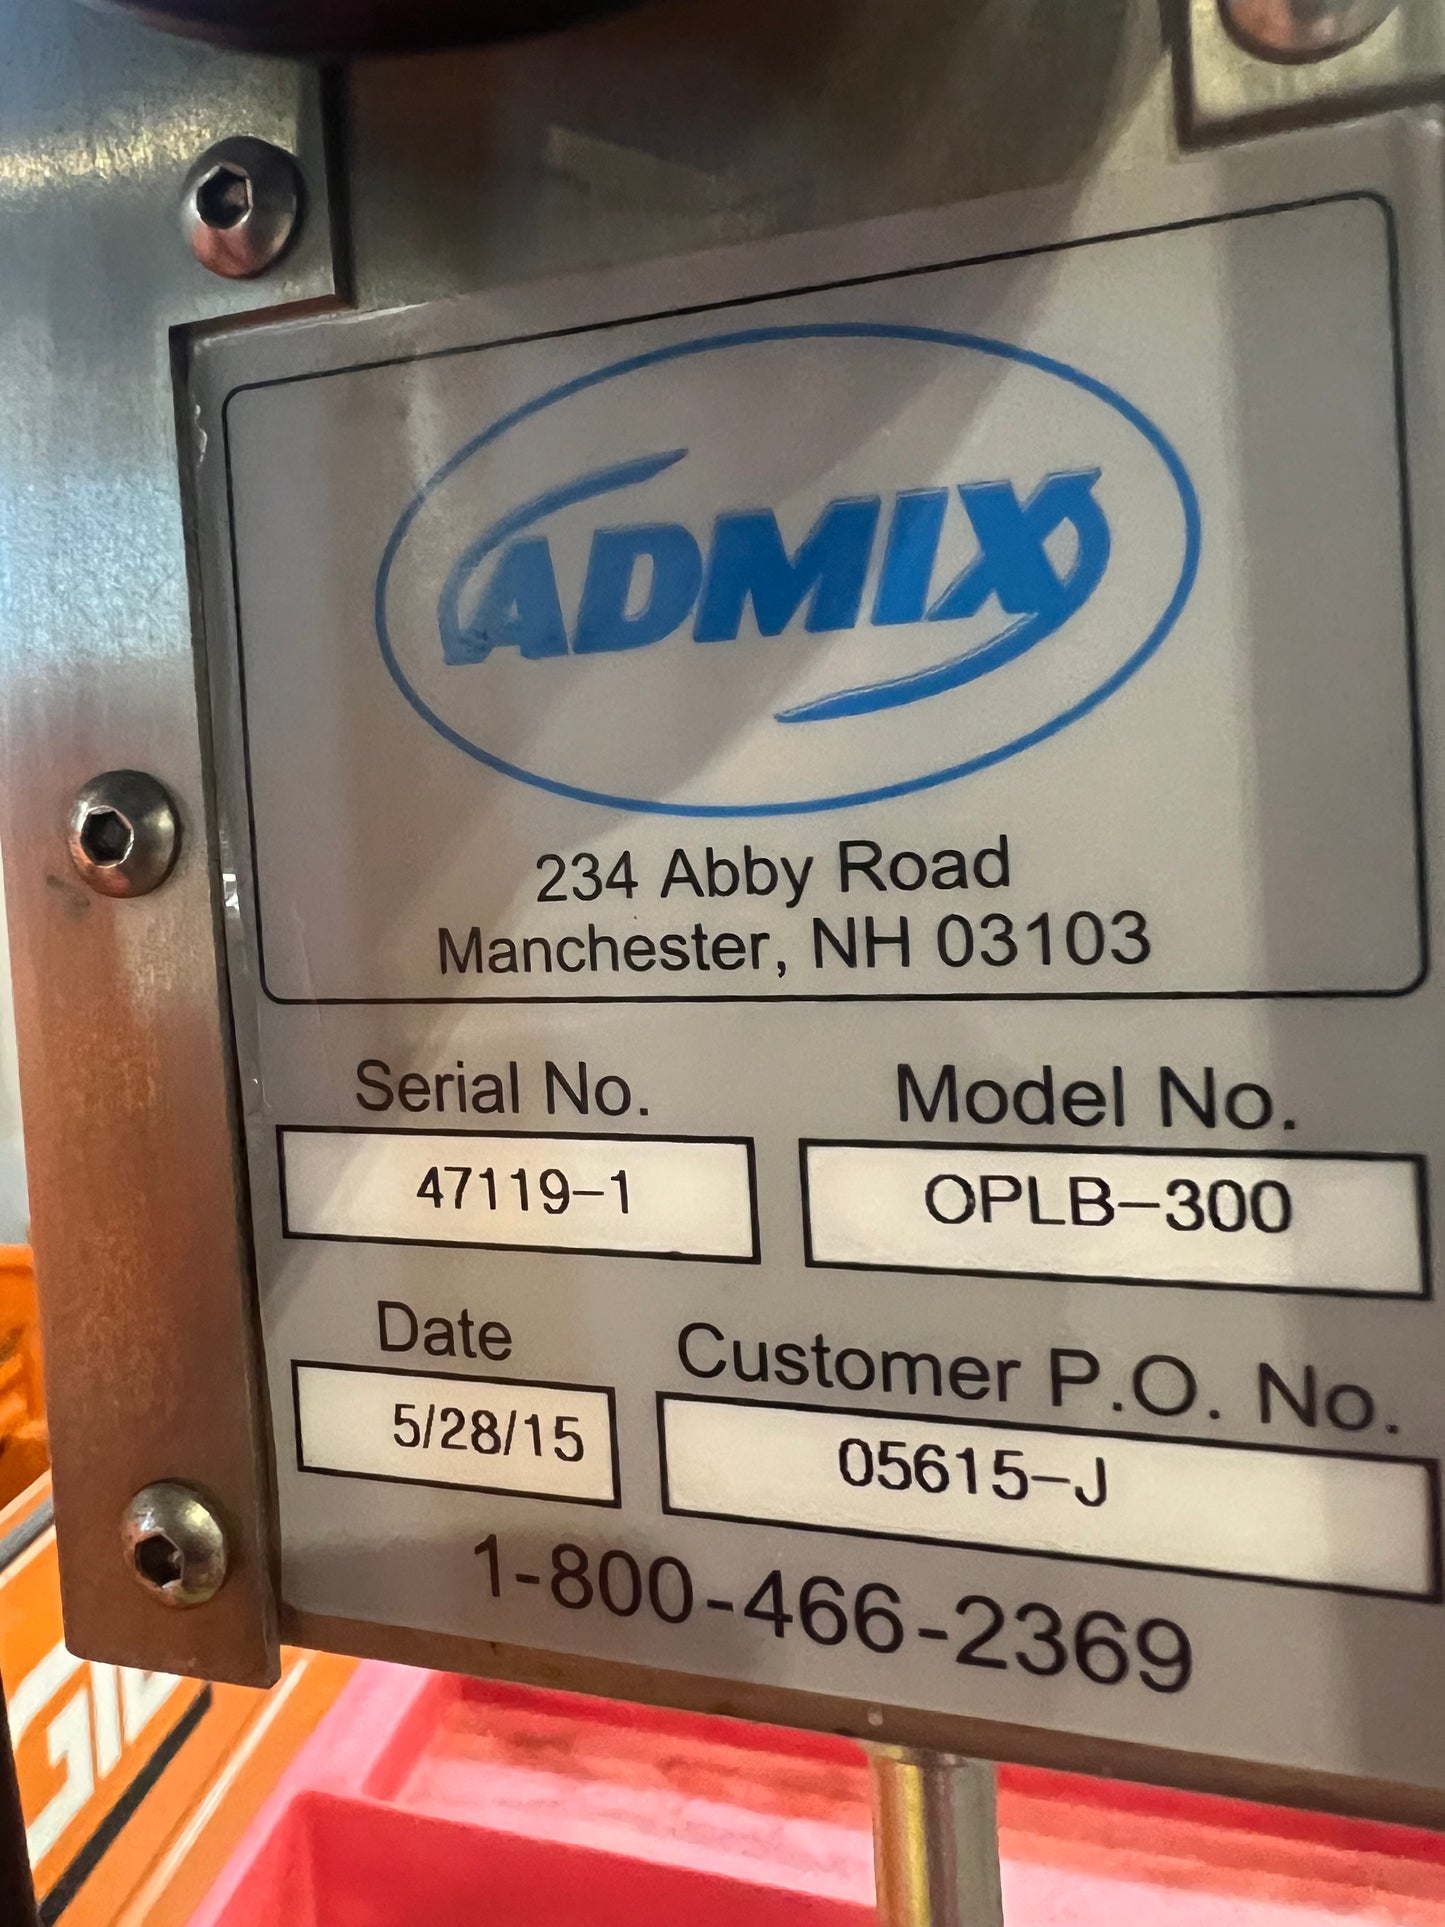 ADMIX
234 Abby Road
Manchester, NH 03103
Serial No. Model No.
47119-1 OPLB-300
Date Customer P.O. No.
5/28/15 05615-J
1-800-466-2369